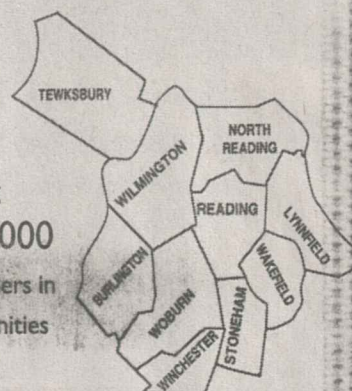 TEWKSBURY
NORTH
READING
WILMINGTON
READING
LYNNFIELD
000
BURLINGTON
WAKEFIELD
ers in
WOBURN
STONEHAM
nities
WINCHESTER